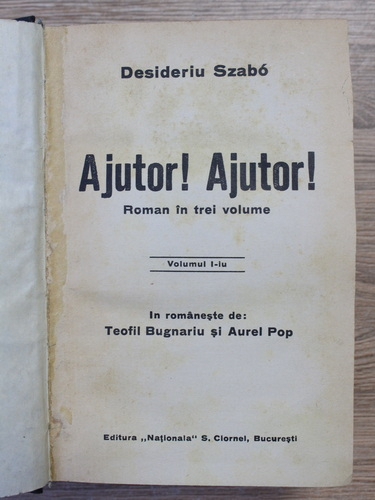 Desideriu Szabó
Ajutor! Ajutor!
Roman în trei volume
Volumul I-iu
In românește de:
Teofil Bugnariu și Aurel Pop
Editura „Naționala“ S. Ciornei, București